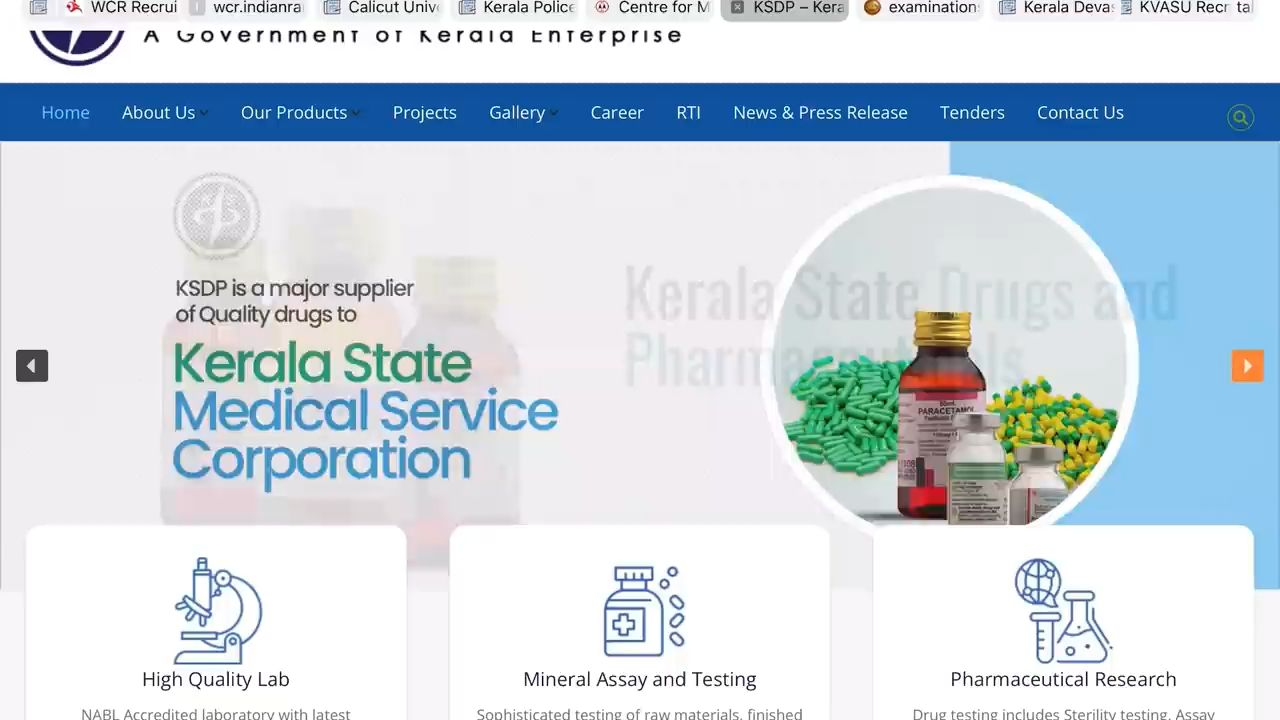 WCR Recrui
wcr.indianra
Calicut Unive
Kerala Police
Centre for M
KSDP – Kera
examination
Kerala Devas
KVASU Recr
tal
A Government of Kerala Enterprise
Home
About Us
Our Products
Projects
Gallery
Career
RTI
News & Press Release
Tenders
Contact Us
KSDP is a major supplier
of Quality drugs to
Kerala State
Medical Service
Corporation
Kerala State Drugs and
Pharmaceuticals
PARACETAMOL
High Quality Lab
Mineral Assay and Testing
Pharmaceutical Research
NABL Accredited laboratory with latest
Sophisticated testing of raw materials, finished
Drug testing includes Sterility testing, Assay